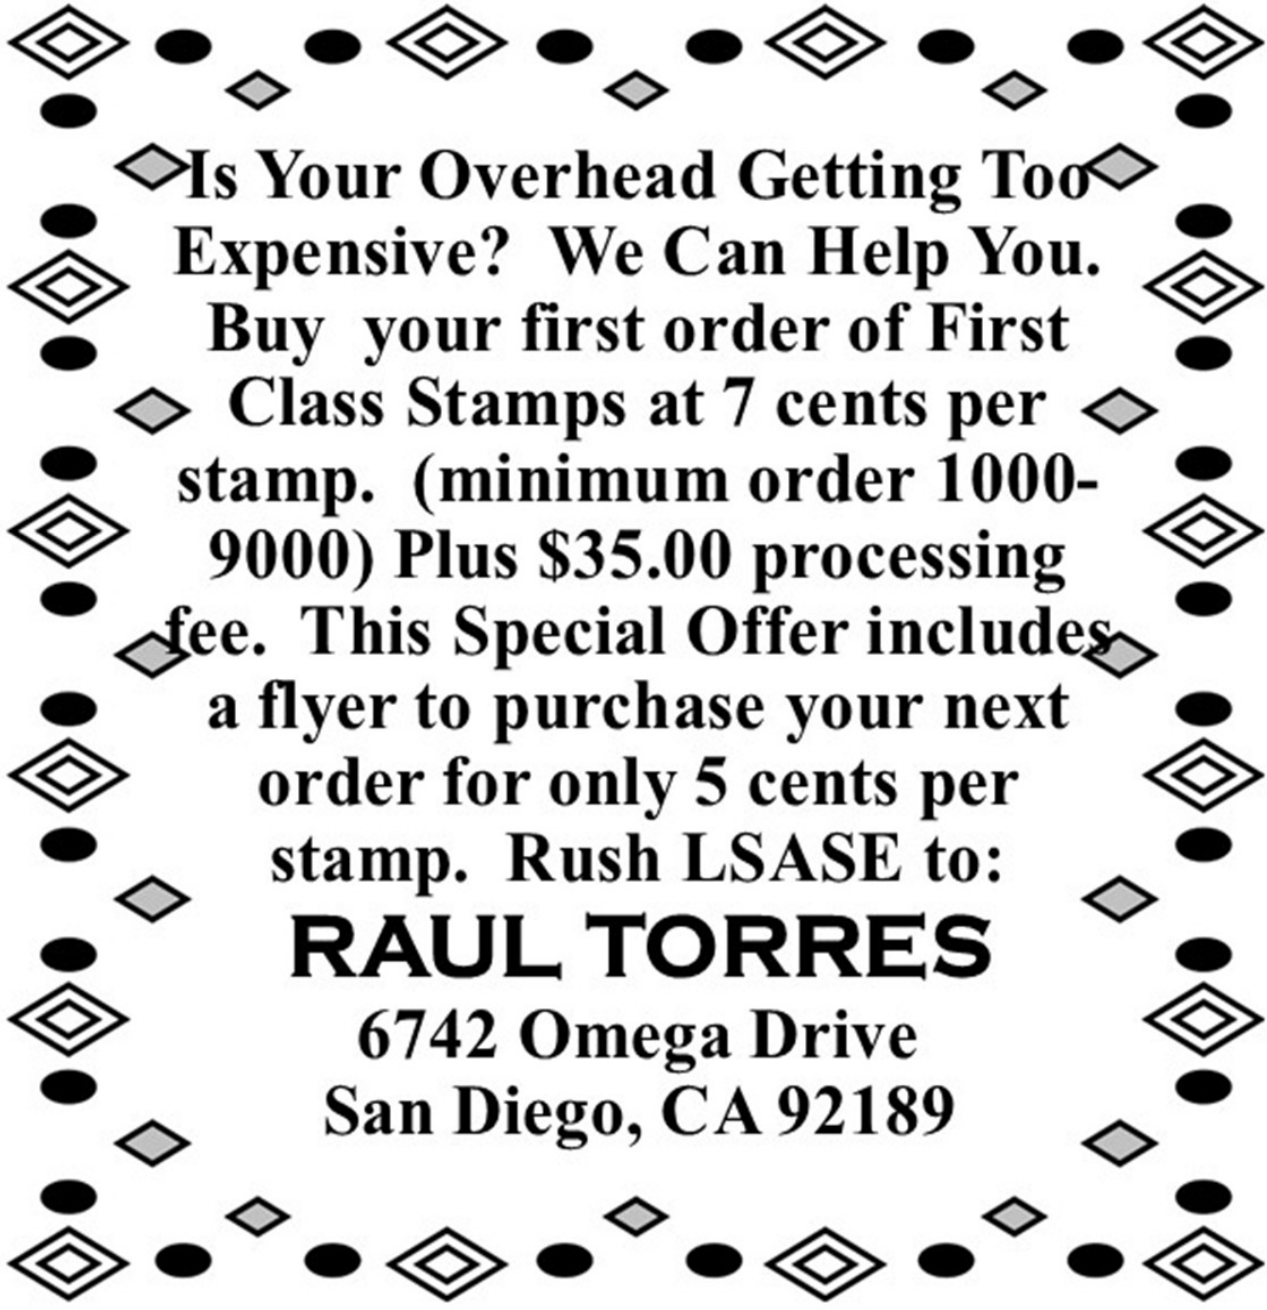 Is Your Overhead Getting Too
Expensive?  We Can Help You.
Buy  your first order of First
Class Stamps at 7 cents per
stamp.  (minimum order 1000-
9000) Plus $35.00 processing
fee.  This Special Offer includes
a flyer to purchase your next
order for only 5 cents per
stamp.  Rush LSASE to:
RAUL TORRES
6742 Omega Drive
San Diego, CA 92189